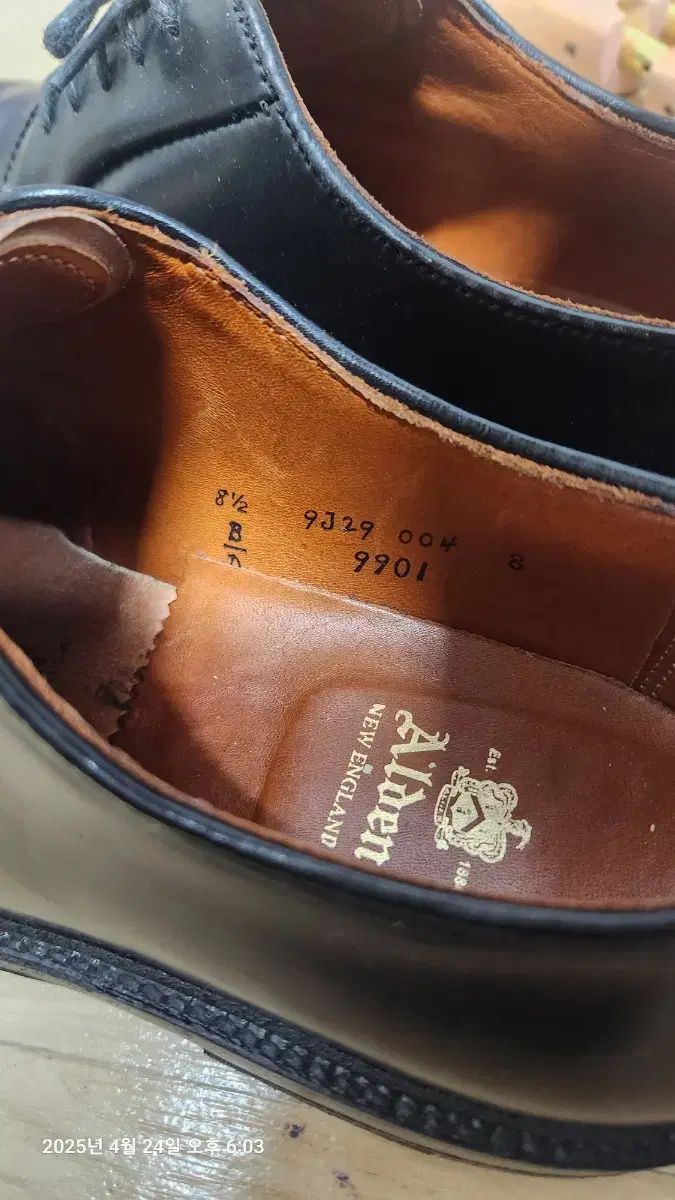 8½ 9J29 004 8
B/D 9901
Alden
NEW ENGLAND
Est.
188
2025년 4월 24일 오후 6:03